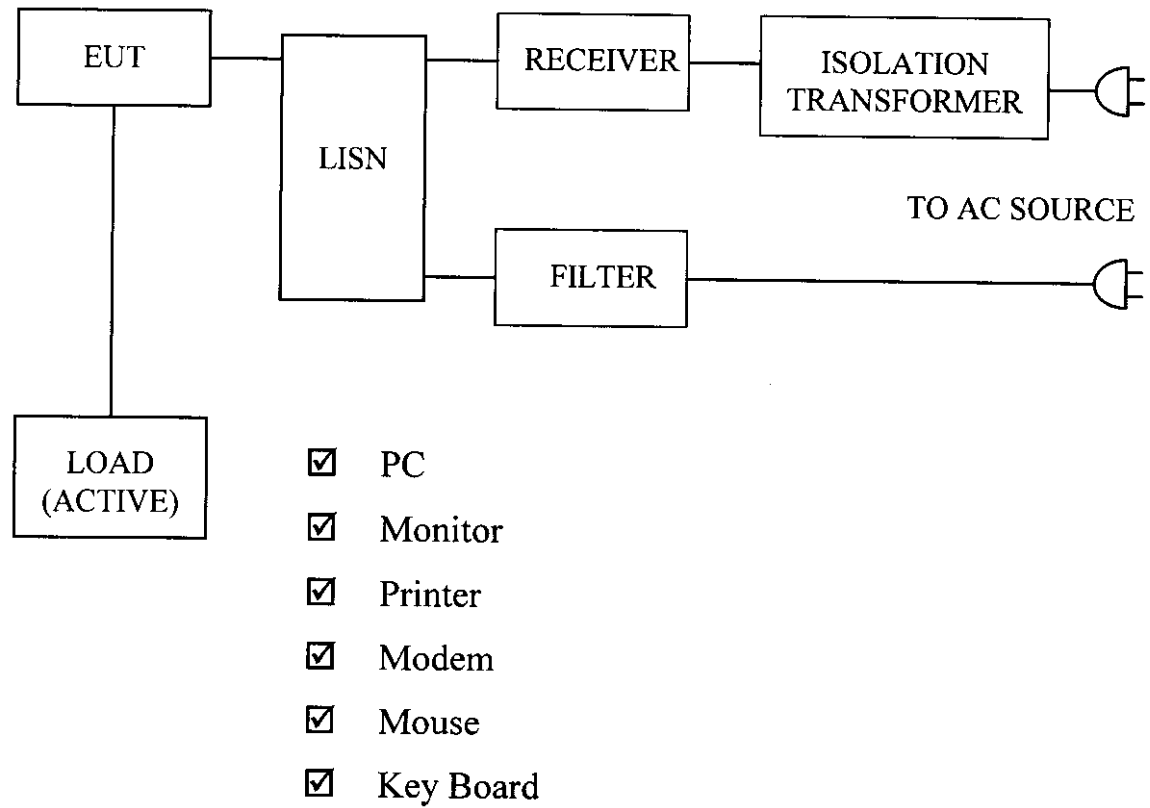 EUT
LISN
RECEIVER
ISOLATION
TRANSFORMER
TO AC SOURCE
FILTER
LOAD
(ACTIVE)
☑ PC
☑ Monitor
☑ Printer
☑ Modem
☑ Mouse
☑ Key Board